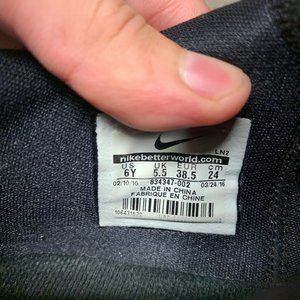 LN2
nikebetterworld.com
US UK EUR cm
6Y 5.5 38.5 24
02/10/16 834347-002 03/24/16
MADE IN CHINA
FABRIQUÉ EN CHINE